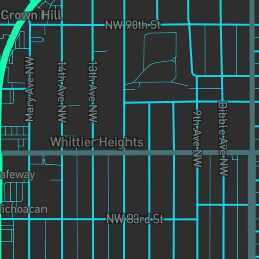 Crown Hill
NW 90th St
Mary Ave NW
14th Ave NW
13th Ave NW
9th Ave NW
Dibble Ave NW
Whittier Heights
afeway
lichoacan
NW 83rd St